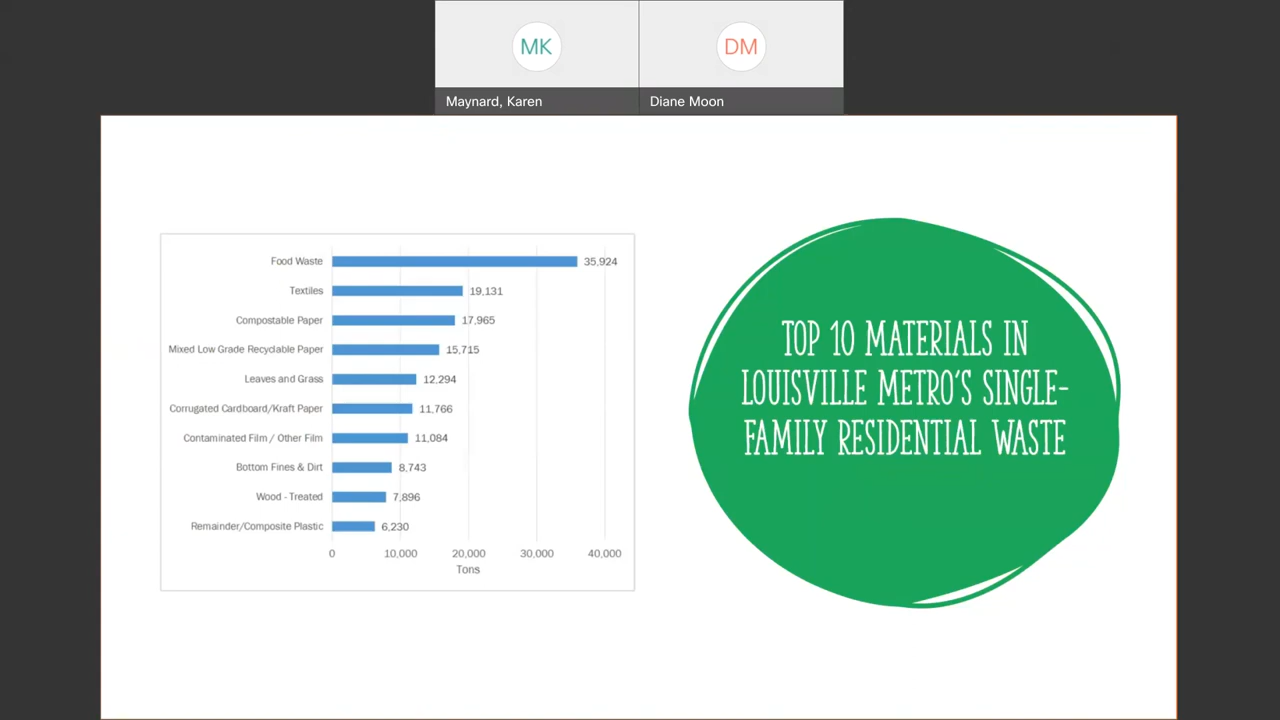 MK
DM
Maynard, Karen
Diane Moon
Food Waste 35,924
Textiles 19,131
Compostable Paper 17,965
Mixed Low Grade Recyclable Paper 15,715
Leaves and Grass 12,294
Corrugated Cardboard/Kraft Paper 11,766
Contaminated Film / Other Film 11,084
Bottom Fines & Dirt 8,743
Wood - Treated 7,896
Remainder/Composite Plastic 6,230
0 10,000 20,000 30,000 40,000
Tons
TOP 10 MATERIALS IN
LOUISVILLE METRO'S SINGLE-
FAMILY RESIDENTIAL WASTE